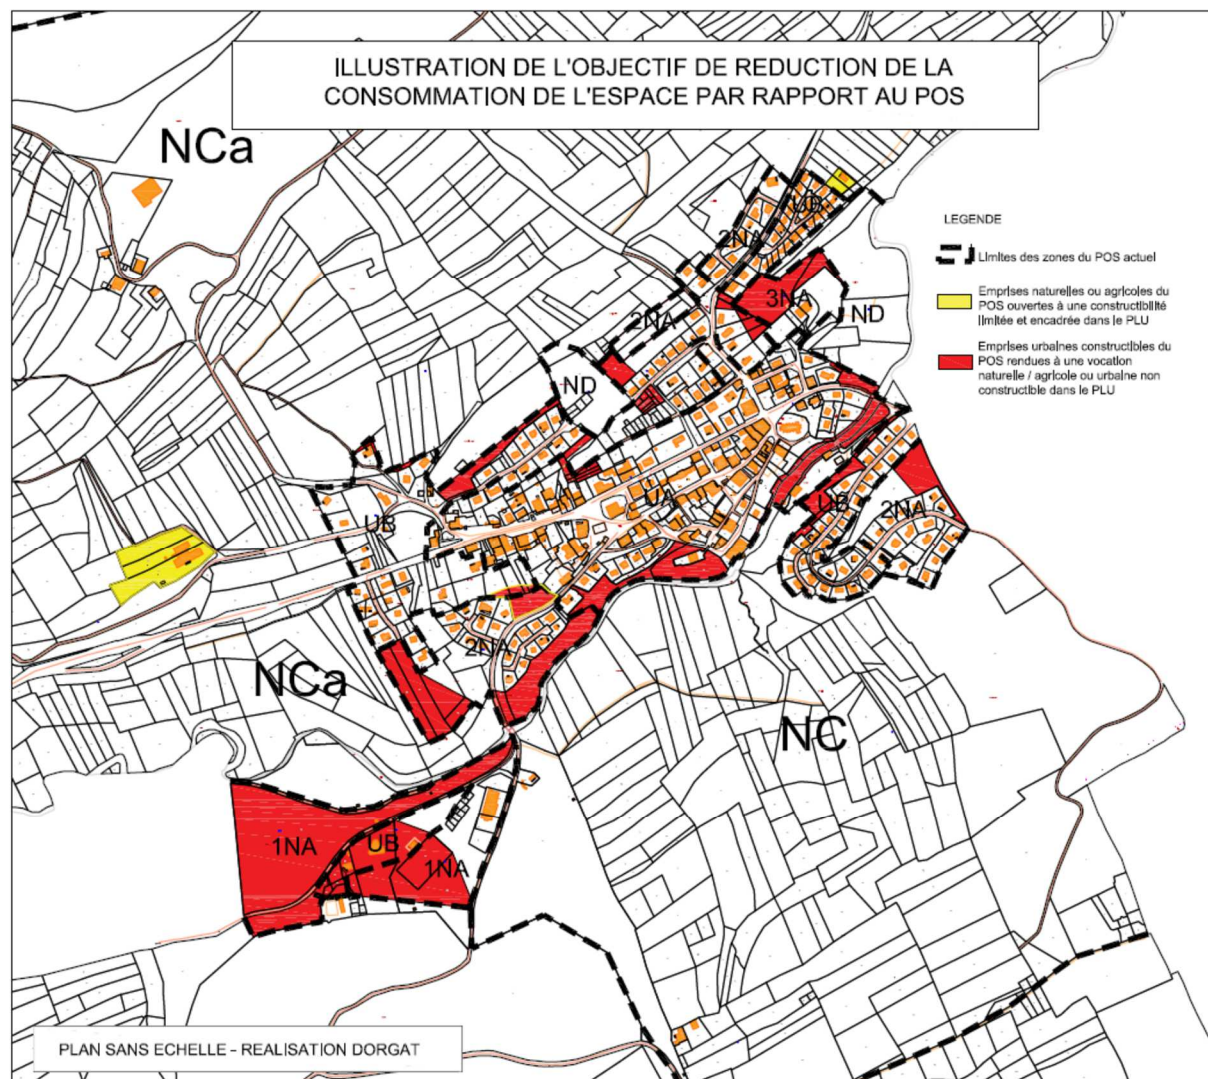 ILLUSTRATION DE L'OBJECTIF DE REDUCTION DE LA
CONSOMMATION DE L'ESPACE PAR RAPPORT AU POS
NCa
UB
2NA
LEGENDE
Limites des zones du POS actuel
Emprises naturelles ou agricoles du
POS ouvertes à une constructibilité
limitée et encadrée dans le PLU
Emprises urbaines constructibles du
POS rendues à une vocation
naturelle / agricole ou urbaine non
constructible dans le PLU
3NA
ND
2NA
ND
UA
UB
2NA
UB
2NA
NCa
NC
1NA
UB
1NA
PLAN SANS ECHELLE - REALISATION DORGAT